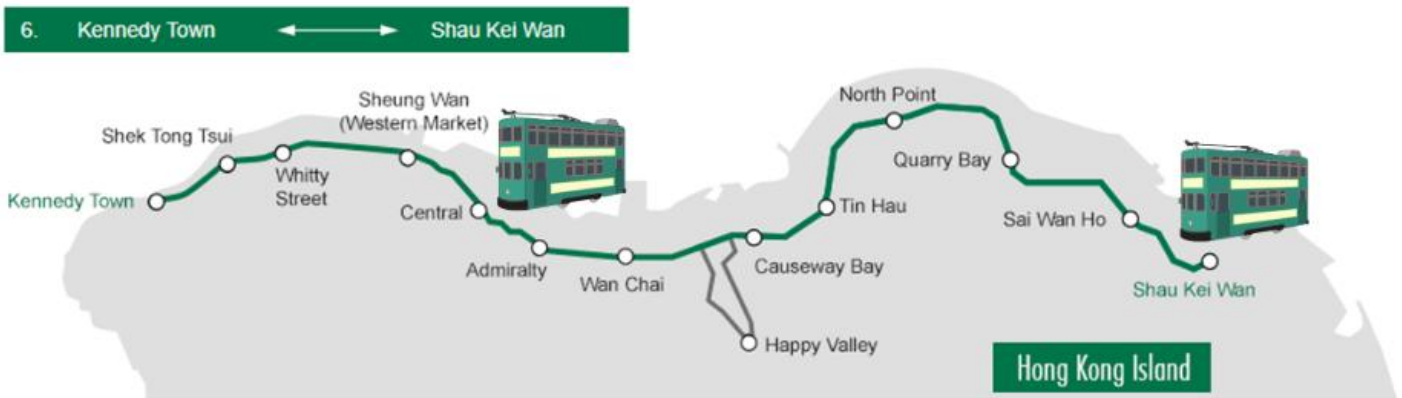 6. Kennedy Town Shau Kei Wan
North Point
Sheung Wan
(Western Market)
Shek Tong Tsui
Quarry Bay
Whitty
Street
Kennedy Town
Central
Tin Hau
Sai Wan Ho
Admiralty
Wan Chai
Causeway Bay
Shau Kei Wan
Happy Valley
Hong Kong Island